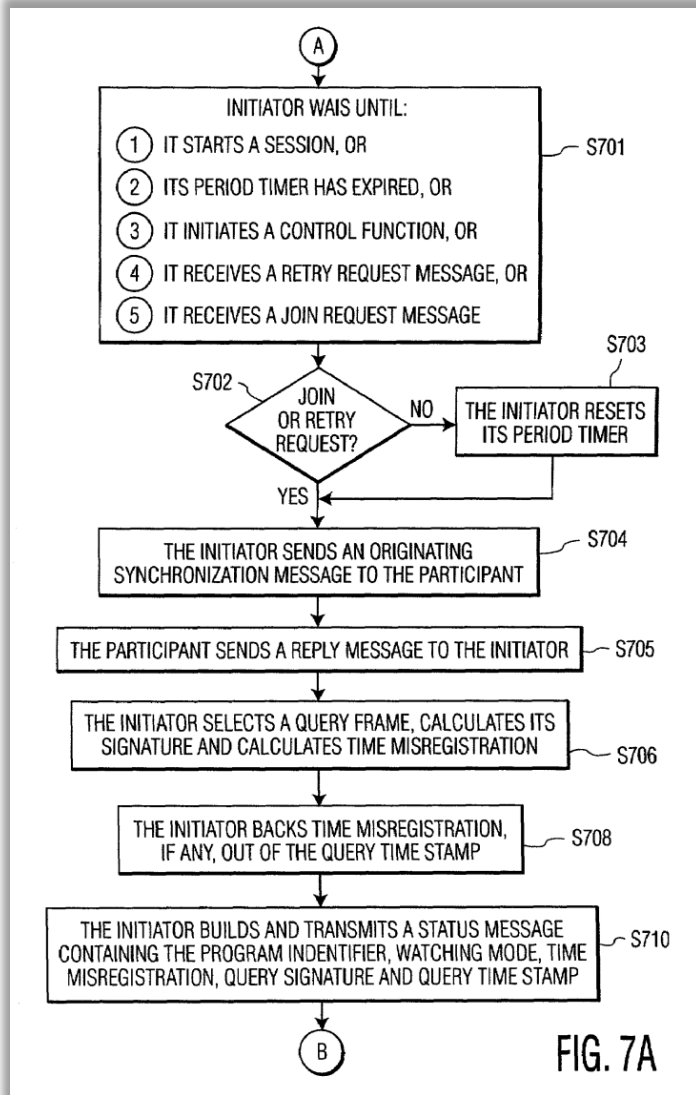 A
INITIATOR WAIS UNTIL:
1 IT STARTS A SESSION, OR
2 ITS PERIOD TIMER HAS EXPIRED, OR
3 IT INITIATES A CONTROL FUNCTION, OR
4 IT RECEIVES A RETRY REQUEST MESSAGE, OR
5 IT RECEIVES A JOIN REQUEST MESSAGE
S701
S702
JOIN
OR RETRY
REQUEST?
NO
YES
S703
THE INITIATOR RESETS
ITS PERIOD TIMER
THE INITIATOR SENDS AN ORIGINATING
SYNCHRONIZATION MESSAGE TO THE PARTICIPANT
S704
THE PARTICIPANT SENDS A REPLY MESSAGE TO THE INITIATOR
S705
THE INITIATOR SELECTS A QUERY FRAME, CALCULATES ITS
SIGNATURE AND CALCULATES TIME MISREGISTRATION
S706
THE INITIATOR BACKS TIME MISREGISTRATION,
IF ANY, OUT OF THE QUERY TIME STAMP
S708
THE INITIATOR BUILDS AND TRANSMITS A STATUS MESSAGE
CONTAINING THE PROGRAM INDENTIFIER, WATCHING MODE, TIME
MISREGISTRATION, QUERY SIGNATURE AND QUERY TIME STAMP
S710
B
FIG. 7A